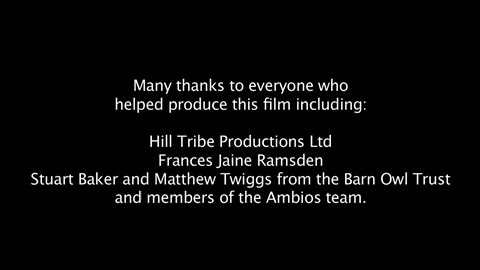 Many thanks to everyone who
helped produce this film including:
Hill Tribe Productions Ltd
Frances Jaine Ramsden
Stuart Baker and Matthew Twiggs from the Barn Owl Trust
and members of the Ambios team.